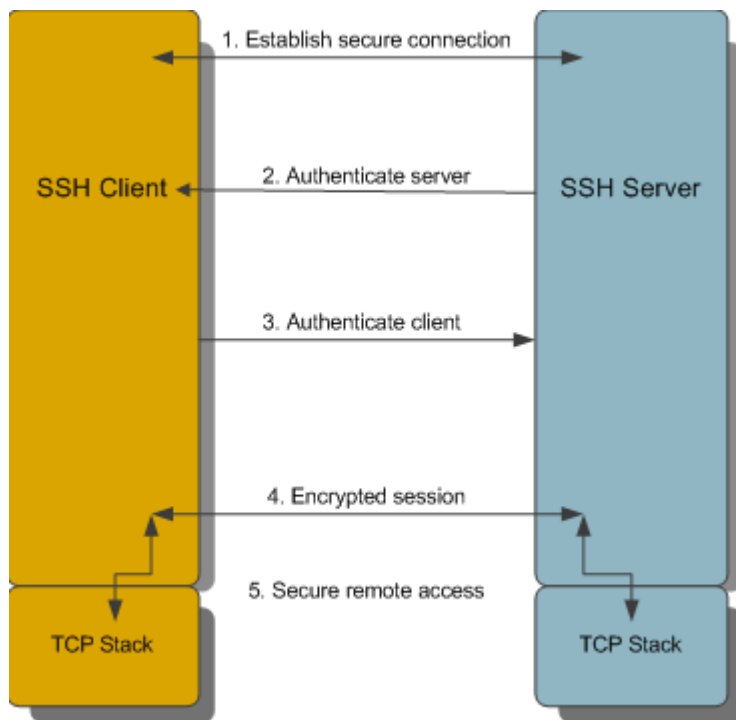 1. Establish secure connection
2. Authenticate server
SSH Client
SSH Server
3. Authenticate client
4. Encrypted session
5. Secure remote access
TCP Stack
TCP Stack